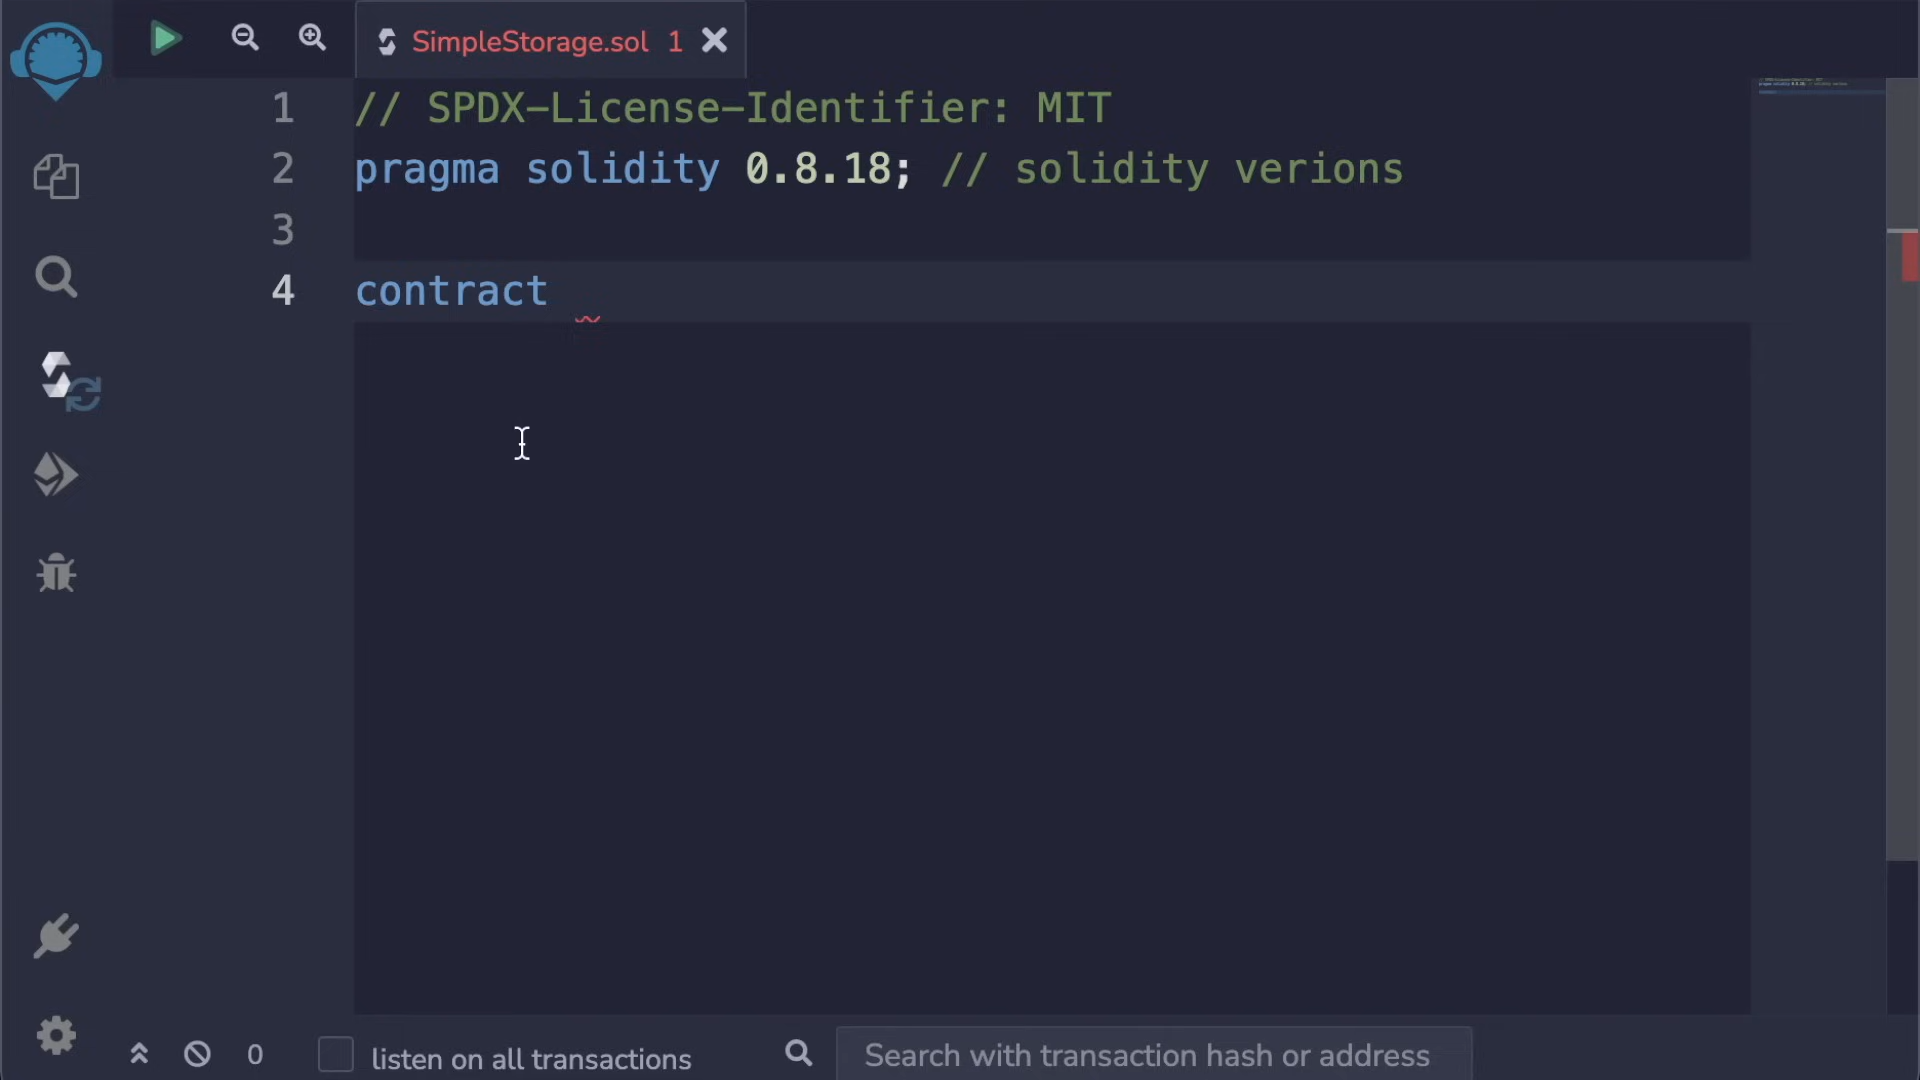 SimpleStorage.sol 1
1 // SPDX-License-Identifier: MIT
2 pragma solidity 0.8.18; // solidity verions
3
4 contract
0 listen on all transactions Search with transaction hash or address